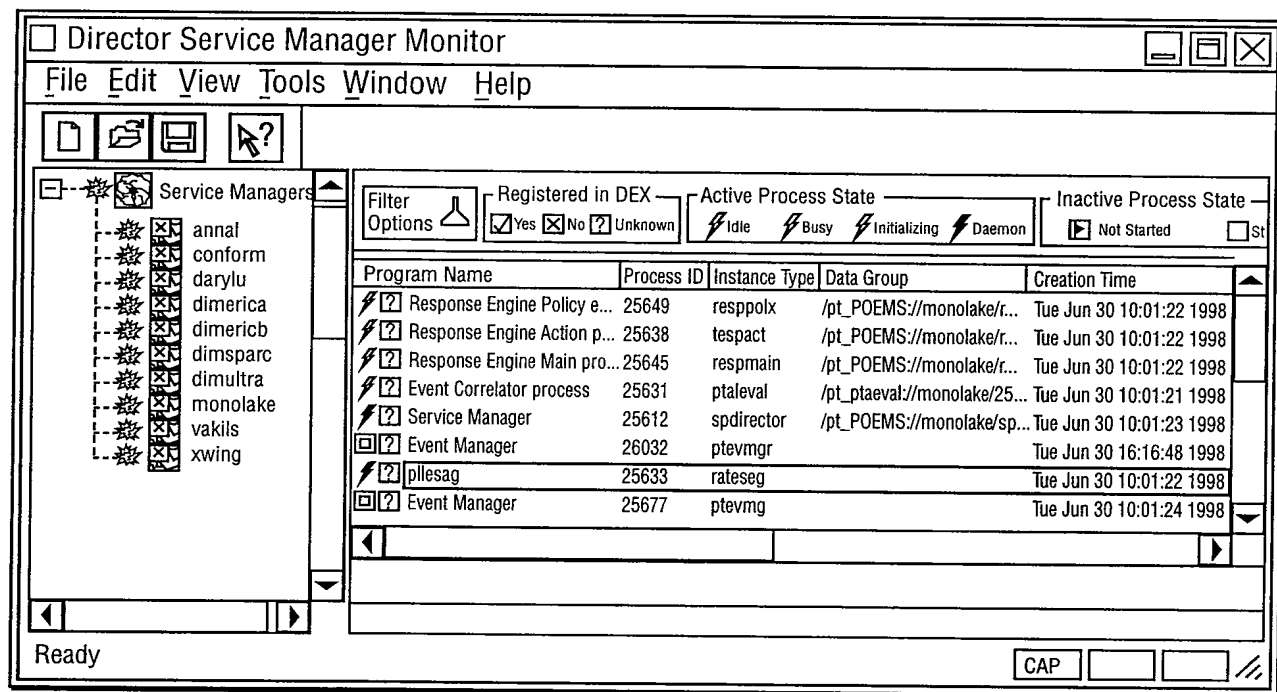 Director Service Manager Monitor
File Edit View Tools Window Help
?
Service Managers
annal
conform
darylu
dimerica
dimericb
dimsparc
dimultra
monolake
vakils
xwing
Filter Options
Registered in DEX
Yes No ? Unknown
Active Process State
Idle Busy Initializing Daemon
Inactive Process State
Not Started St
Program Name Process ID Instance Type Data Group Creation Time
? Response Engine Policy e... 25649 resppolx /pt_POEMS://monolake/r... Tue Jun 30 10:01:22 1998
? Response Engine Action p... 25638 tespact /pt_POEMS://monolake/r... Tue Jun 30 10:01:22 1998
? Response Engine Main pro... 25645 respmain /pt_POEMS://monolake/r... Tue Jun 30 10:01:22 1998
? Event Correlator process 25631 ptaleval /pt_ptaeval://monolake/25... Tue Jun 30 10:01:21 1998
? Service Manager 25612 spdirector /pt_POEMS://monolake/sp... Tue Jun 30 10:01:23 1998
? Event Manager 26032 ptevmgr Tue Jun 30 16:16:48 1998
? pllesag 25633 rateseg Tue Jun 30 10:01:22 1998
? Event Manager 25677 ptevmg Tue Jun 30 10:01:24 1998
Ready
CAP